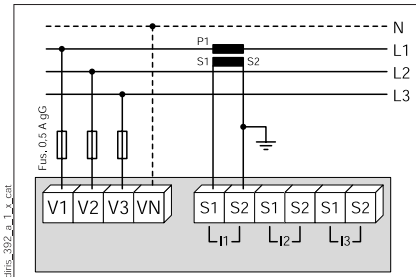 N
P1
L1
S1 S2
L2
L3
Fus. 0,5 A gG
V1 V2 V3 VN S1 S2 S1 S2 S1 S2
I1 I2 I3
diris_392_a_1_x_cat